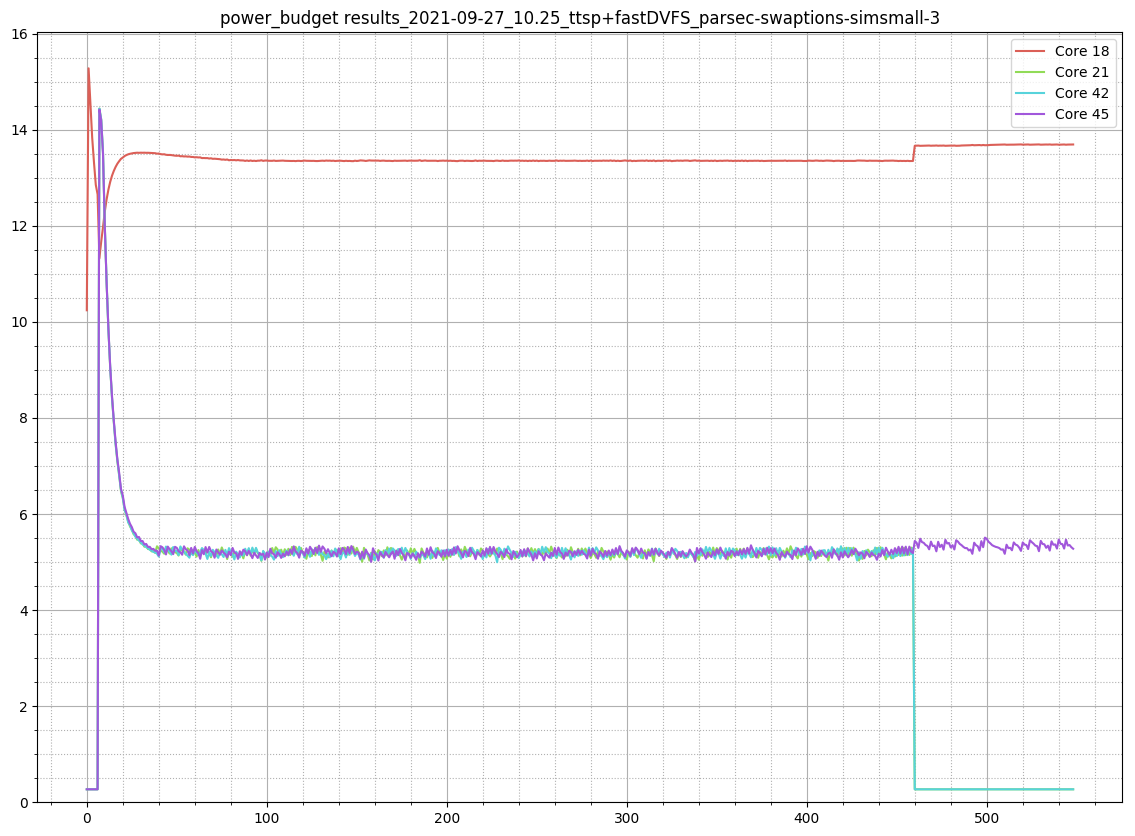 power_budget results_2021-09-27_10.25_ttsp+fastDVFS_parsec-swaptions-simsmall-3
Core 18
Core 21
Core 42
Core 45
16
14
12
10
8
6
4
2
0
0 100 200 300 400 500